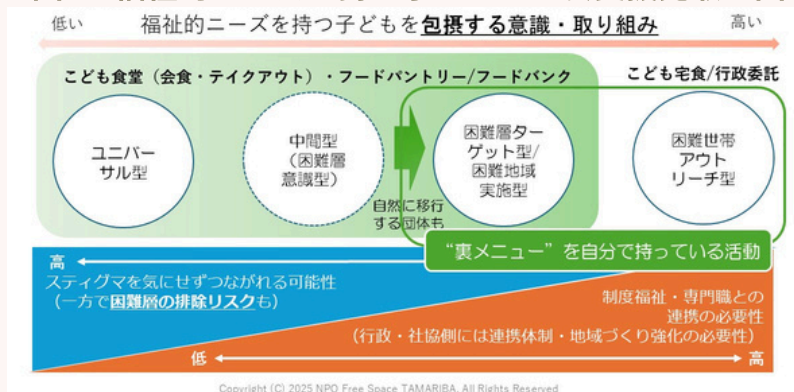 低い 福祉的ニーズを持つ子どもを包摂する意識・取り組み 高い
こども食堂（会食・テイクアウト）・フードパントリー/フードバンク
こども宅食/行政委託
ユニバー
サル型
中間型
（困難層
意識型）
自然に移行
する団体も
困難層ター
ゲット型/
困難地域
実施型
困難世帯
アウト
リーチ型
“裏メニュー”を自分で持っている活動
高
スティグマを気にせずつながれる可能性
（一方で困難層の排除リスクも）
制度福祉・専門職との
連携の必要性
（行政・社協側には連携体制・地域づくり強化の必要性）
低 高
Copyright (C) 2025 NPO Free Space TAMARIBA, All Rights Reserved